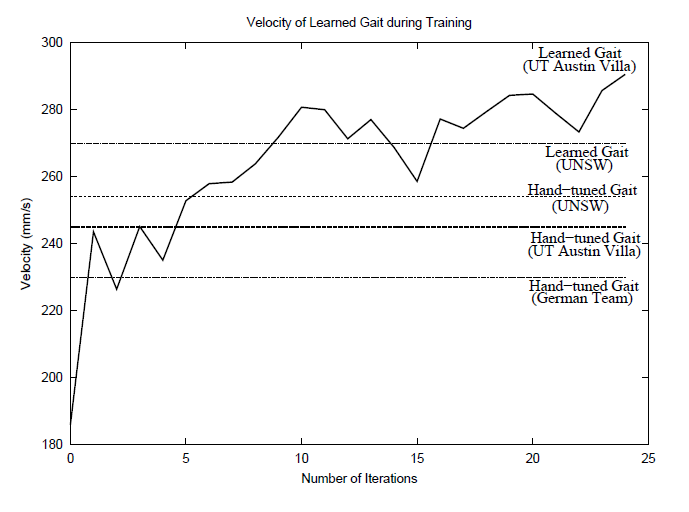 Velocity of Learned Gait during Training
300
280
260
240
220
200
180
Velocity (mm/s)
Learned Gait
(UT Austin Villa)
Learned Gait
(UNSW)
Hand−tuned Gait
(UNSW)
Hand−tuned Gait
(UT Austin Villa)
Hand−tuned Gait
(German Team)
0 5 10 15 20 25
Number of Iterations